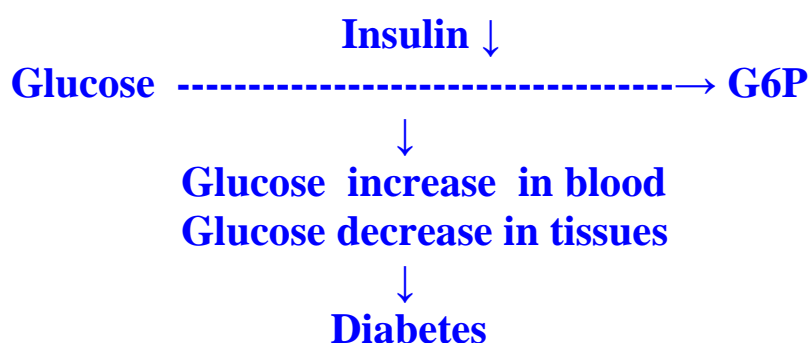 Insulin ↓
Glucose ----------------------------------→ G6P
↓
Glucose increase in blood
Glucose decrease in tissues
↓
Diabetes